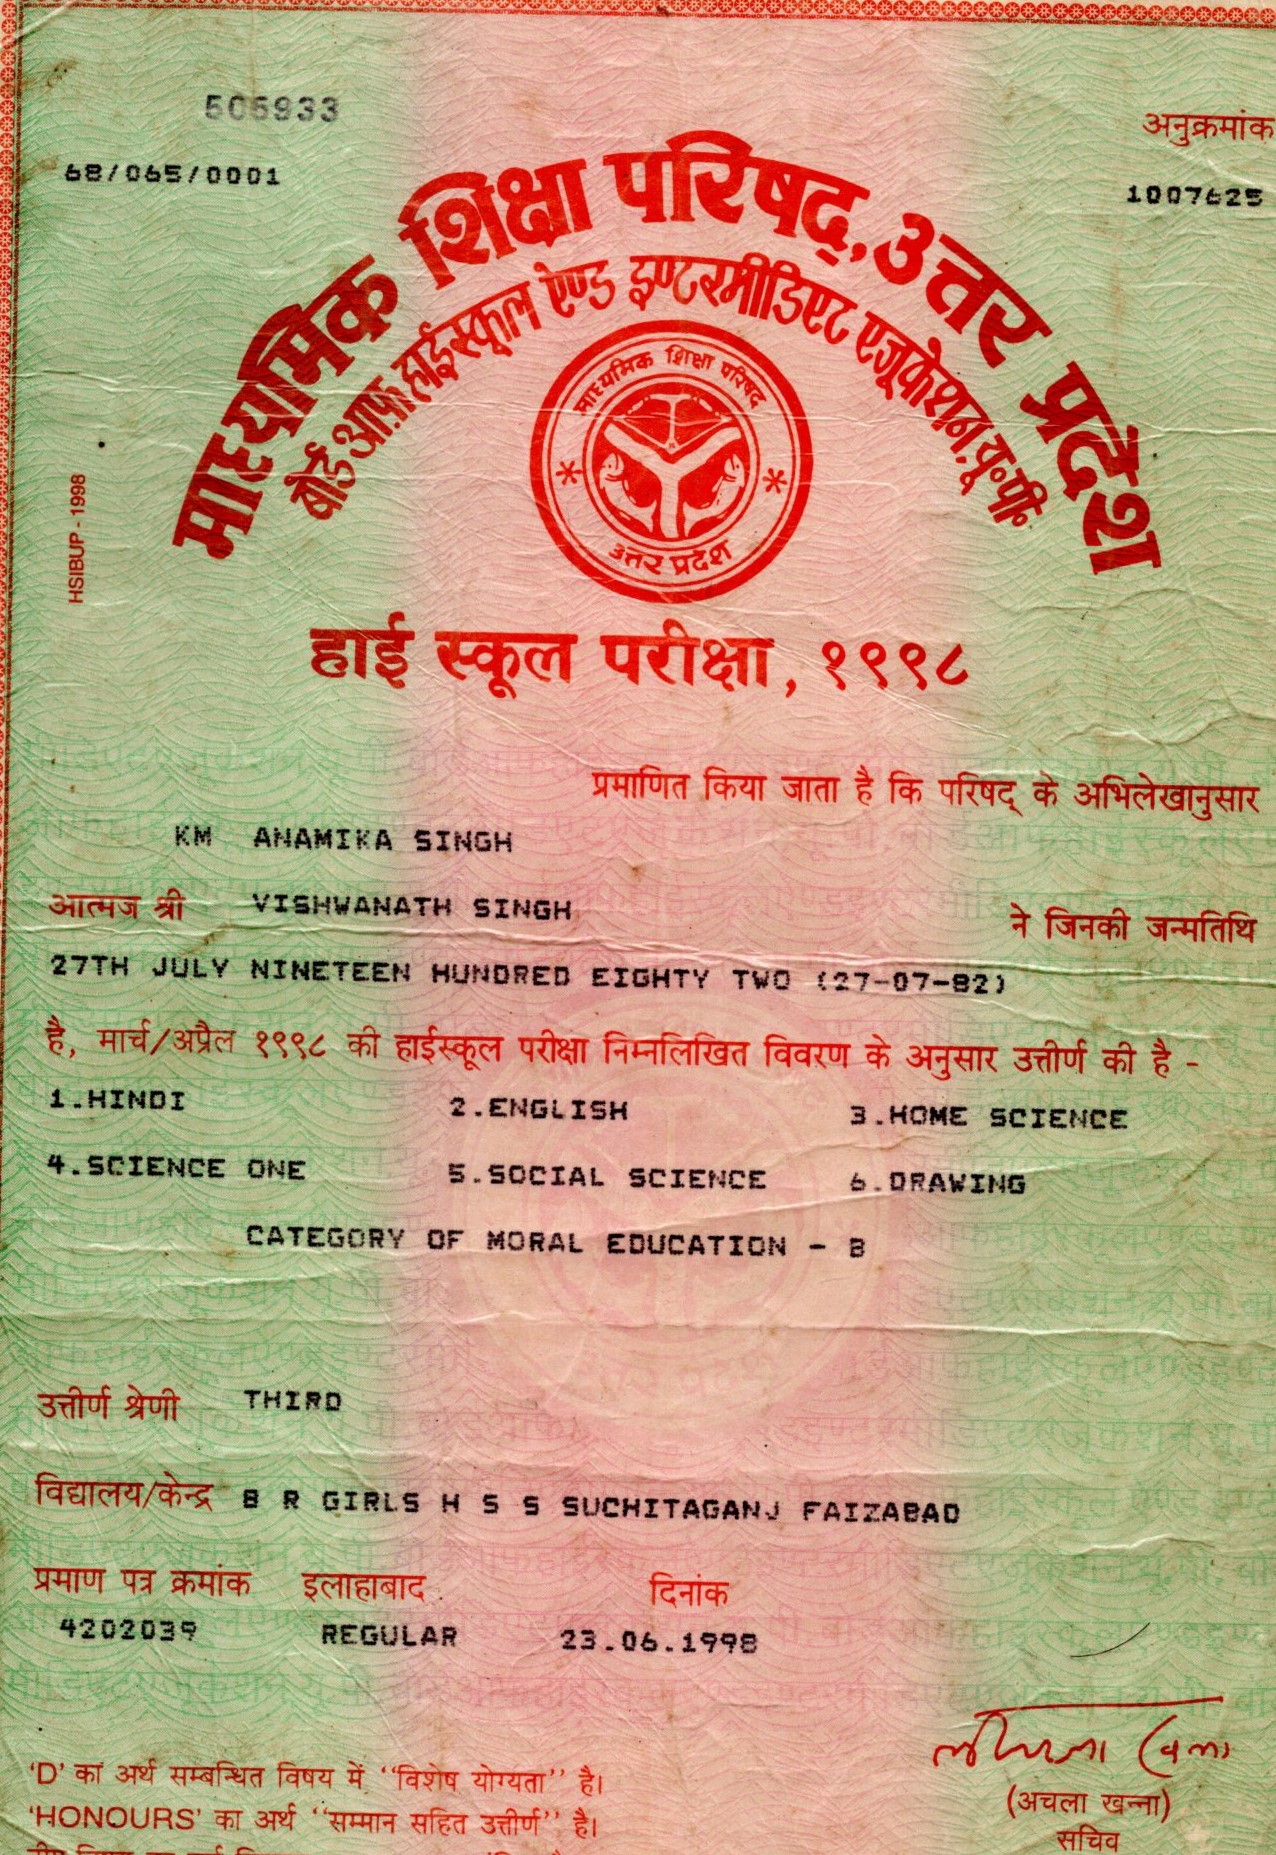 505933
अनुक्रमांक
68/065/0001
1007625
माध्यमिक शिक्षा परिषद्, उत्तर प्रदेश
बोर्ड आफ़ हाईस्कूल ऐण्ड इण्टरमीडिएट एजूकेशन, यू॰पी॰
माध्यमिक शिक्षा परिषद
उत्तर प्रदेश
HSIBUP - 1998
हाई स्कूल परीक्षा, १९९८
प्रमाणित किया जाता है कि परिषद् के अभिलेखानुसार
KM ANAMIKA SINGH
आत्मज श्री VISHWANATH SINGH ने जिनकी जन्मतिथि
27TH JULY NINETEEN HUNDRED EIGHTY TWO (27-07-82)
है, मार्च/अप्रैल १९९८ की हाईस्कूल परीक्षा निम्नलिखित विवरण के अनुसार उत्तीर्ण की है -
1.HINDI 2.ENGLISH 3.HOME SCIENCE
4.SCIENCE ONE 5.SOCIAL SCIENCE 6.DRAWING
CATEGORY OF MORAL EDUCATION - B
उत्तीर्ण श्रेणी THIRD
विद्यालय/केन्द्र B R GIRLS H S S SUCHITAGANJ FAIZABAD
प्रमाण पत्र क्रमांक इलाहाबाद दिनांक
4202039 REGULAR 23.06.1998
'D' का अर्थ सम्बन्धित विषय में "विशेष योग्यता" है।
(अचला खन्ना)
'HONOURS' का अर्थ "सम्मान सहित उत्तीर्ण" है।
सचिव